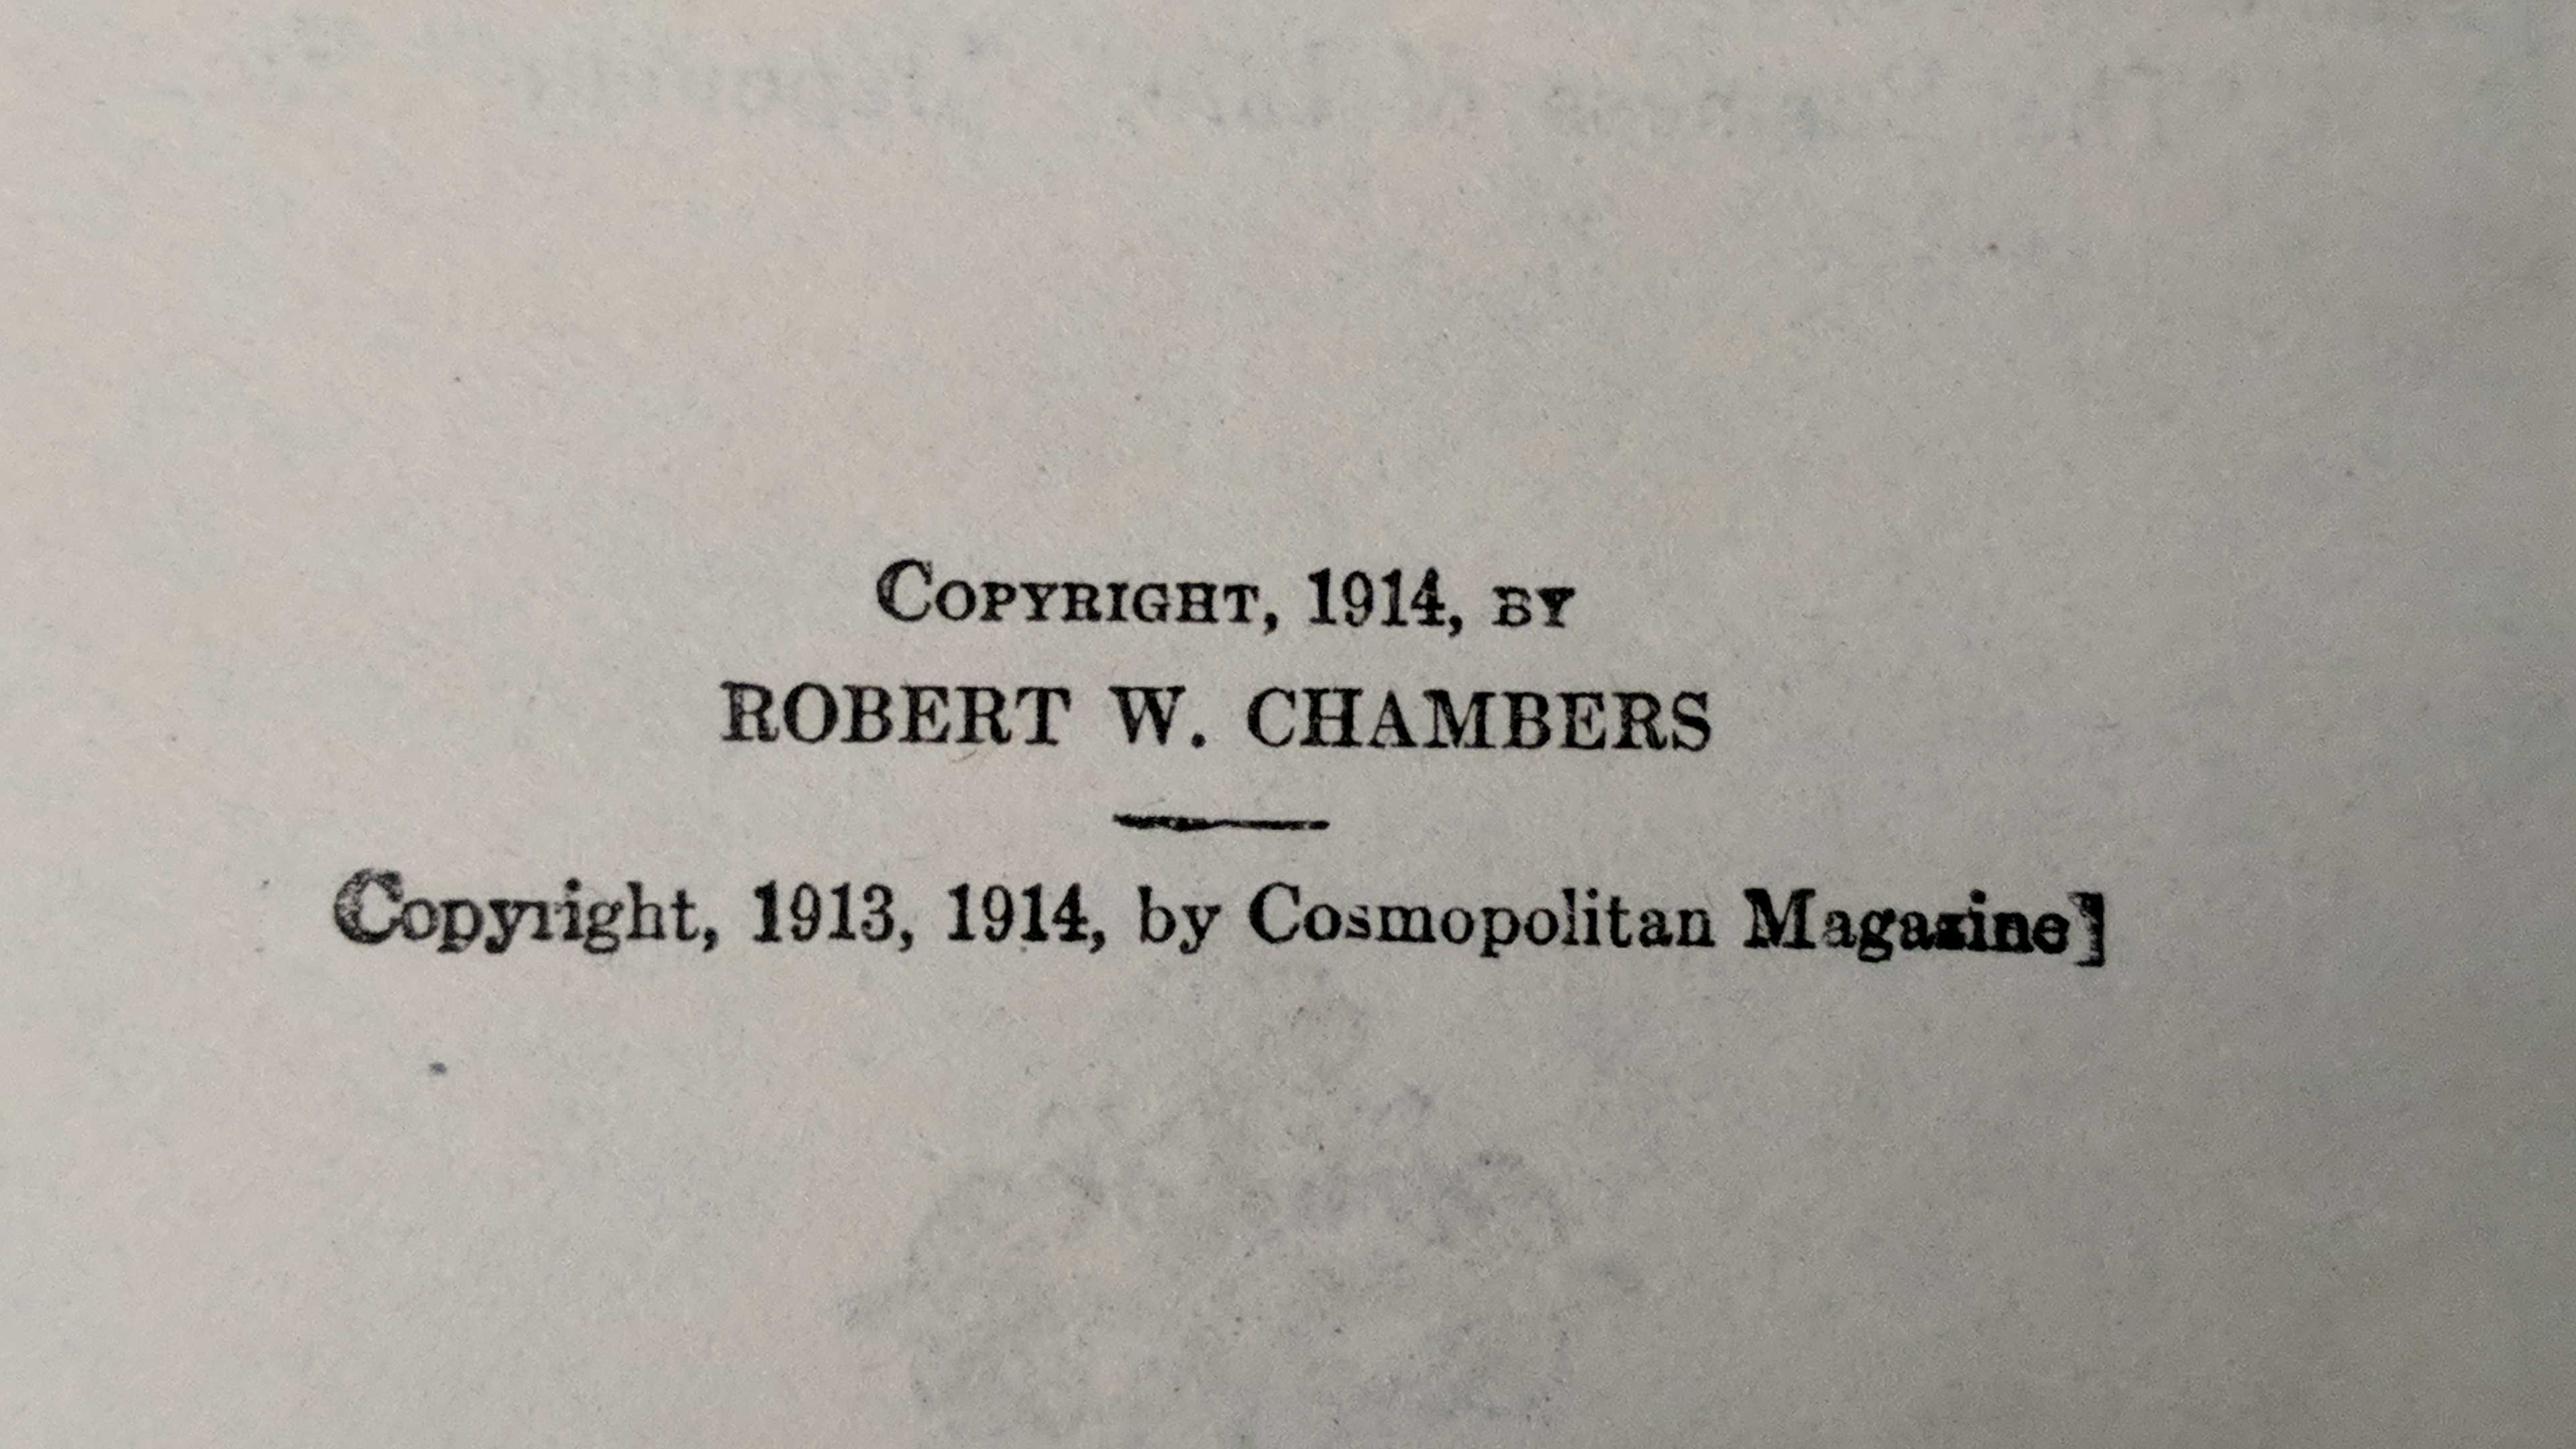 COPYRIGHT, 1914, BY
ROBERT W. CHAMBERS
Copyright, 1913, 1914, by Cosmopolitan Magazine]